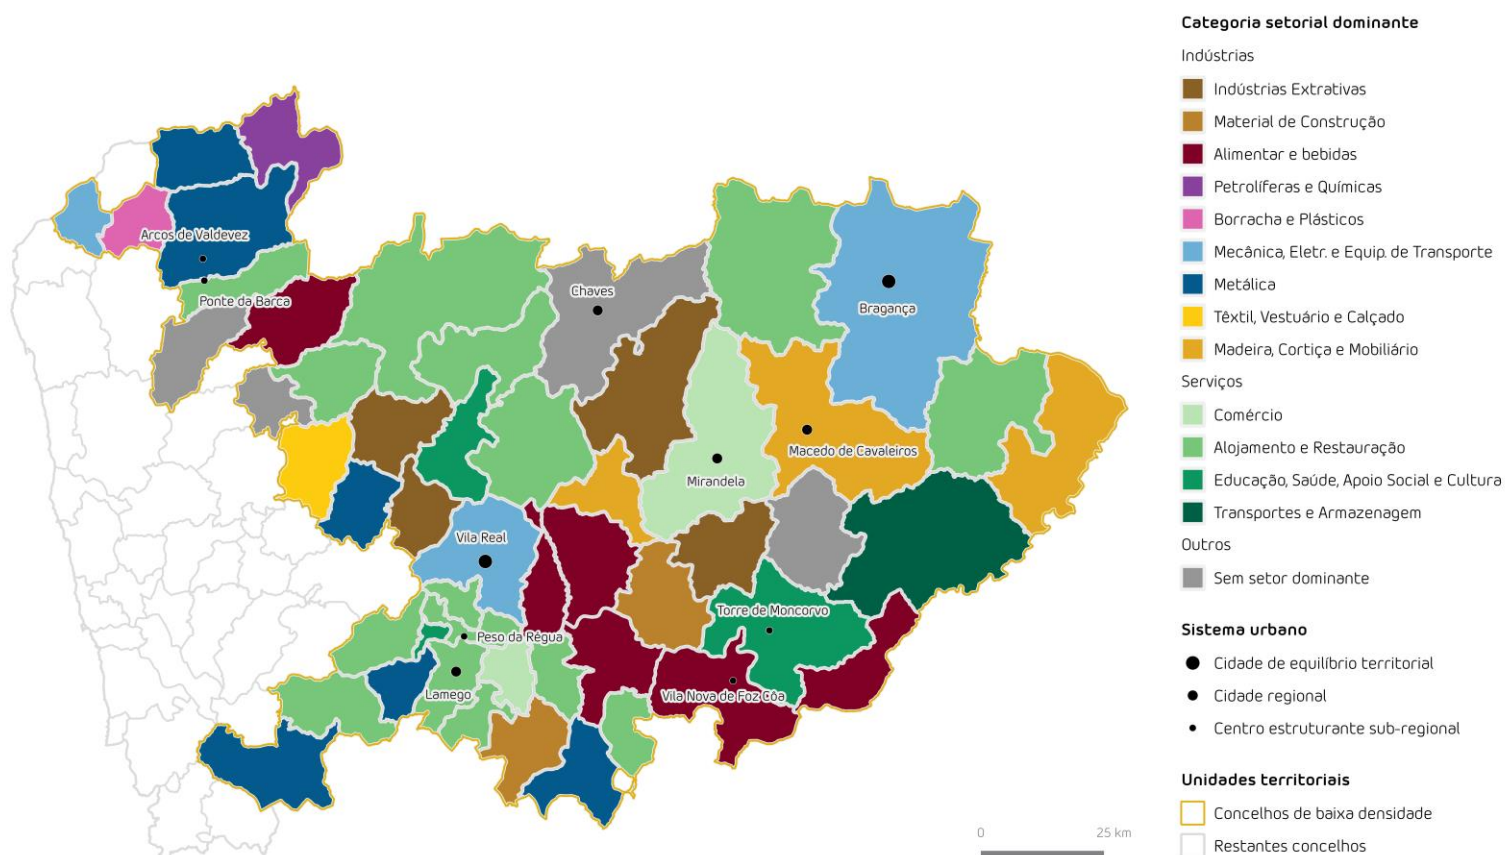 Arcos de Valdevez
Ponte da Barca
Chaves
Bragança
Macedo de Cavaleiros
Mirandela
Vila Real
Torre de Moncorvo
Peso da Régua
Lamego
Vila Nova de Foz Côa
0 25 km
Categoria setorial dominante
Indústrias
Indústrias Extrativas
Material de Construção
Alimentar e bebidas
Petrolíferas e Químicas
Borracha e Plásticos
Mecânica, Eletr. e Equip. de Transporte
Metálica
Têxtil, Vestuário e Calçado
Madeira, Cortiça e Mobiliário
Serviços
Comércio
Alojamento e Restauração
Educação, Saúde, Apoio Social e Cultura
Transportes e Armazenagem
Outros
Sem setor dominante
Sistema urbano
Cidade de equilíbrio territorial
Cidade regional
Centro estruturante sub-regional
Unidades territoriais
Concelhos de baixa densidade
Restantes concelhos